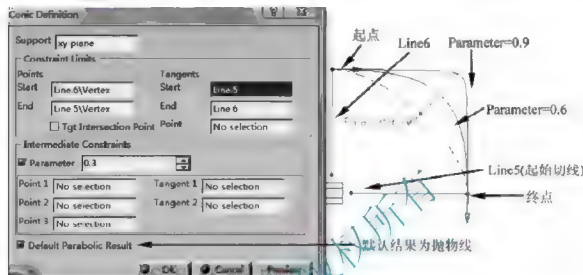 Conic Definition
Support xy plane
Constraint Limits
Points
Tangents
Start Line.6\Vertex
Start Line.5
End Line 5\Vertex
End Line 6
Tgt Intersection Point
Point No selection
Intermediate Constraints
Parameter 0.3
Point 1 No selection
Tangent 1 No selection
Point 2 No selection
Tangent 2 No selection
Point 3 No selection
Default Parabolic Result
OK
Cancel
Preview
起点
Line6
Parameter=0.9
Parameter=0.6
Line5(起始切线)
终点
默认结果为抛物线
权所有